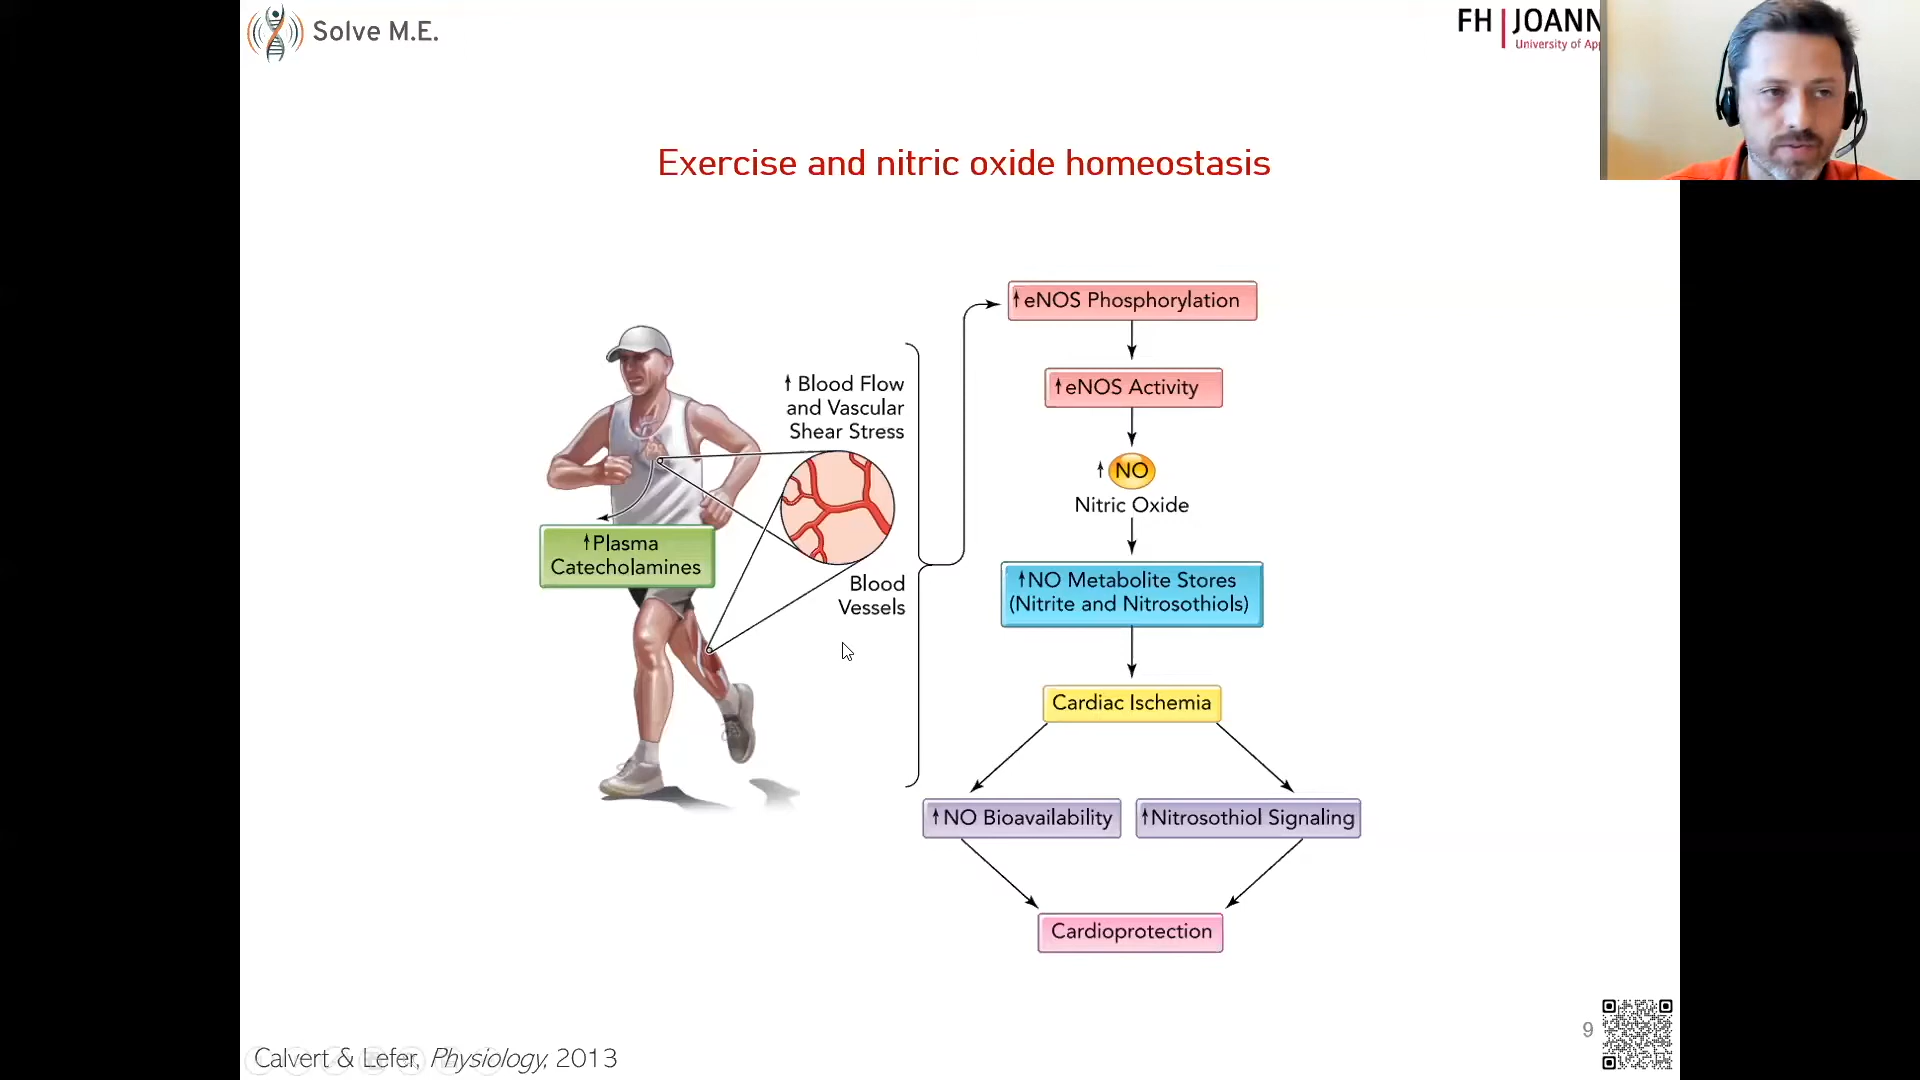 Solve M.E.
FH | JOANN
University of Ap
Exercise and nitric oxide homeostasis
↑ Blood Flow
and Vascular
Shear Stress
↑Plasma
Catecholamines
Blood
Vessels
↑eNOS Phosphorylation
↑eNOS Activity
↑ NO
Nitric Oxide
↑NO Metabolite Stores
(Nitrite and Nitrosothiols)
Cardiac Ischemia
↑NO Bioavailability
↑Nitrosothiol Signaling
Cardioprotection
9
Calvert & Lefer, Physiology, 2013